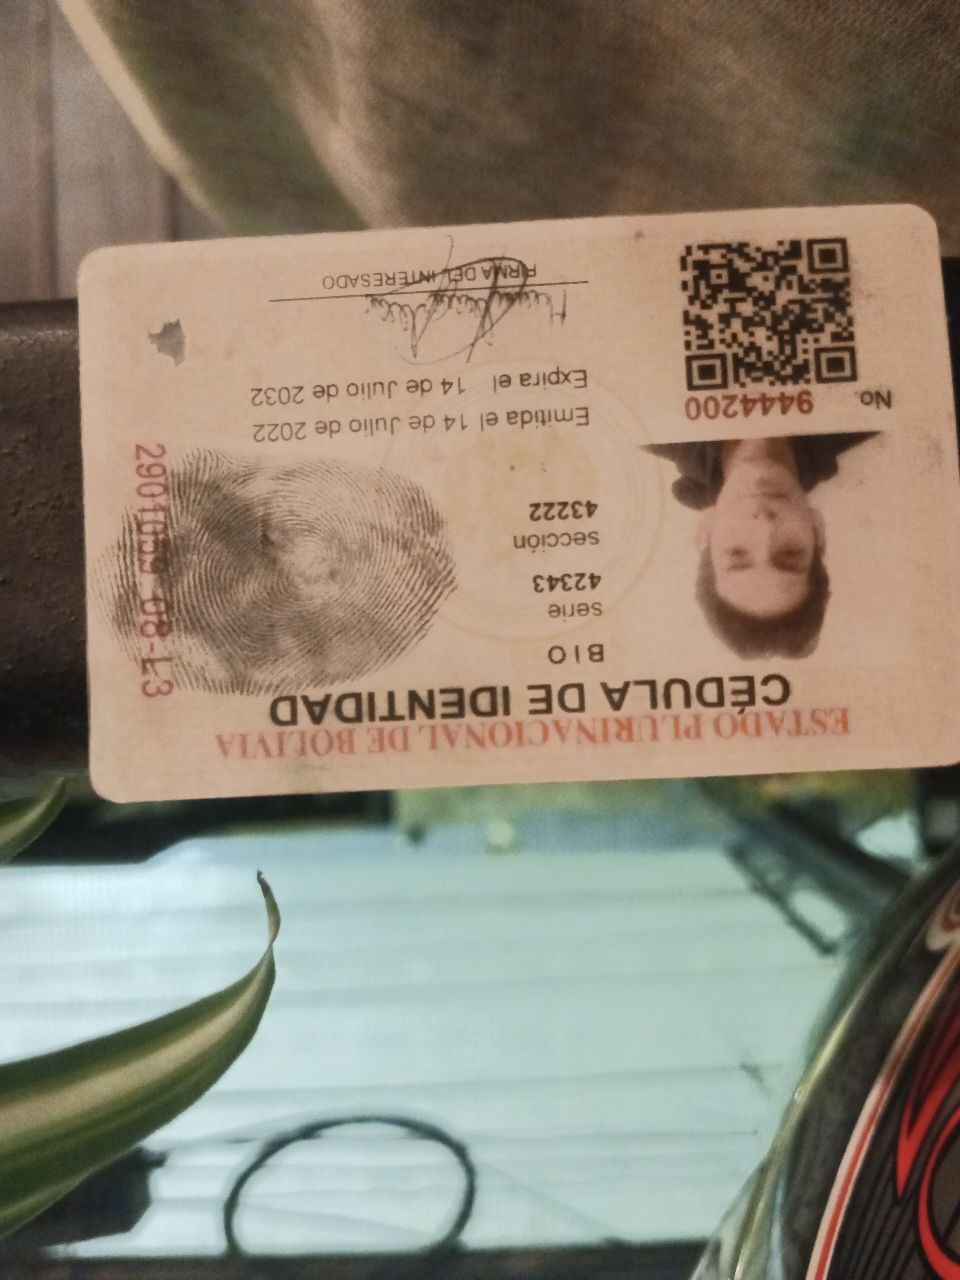 ESTADO PLURINACIONAL DE BOLIVIA
CÉDULA DE IDENTIDAD
BIO
serie
42343
sección
43222
No. 9444200
Emitida el 14 de Julio de 2022
Expira el 14 de Julio de 2032
FIRMA DEL INTERESADO